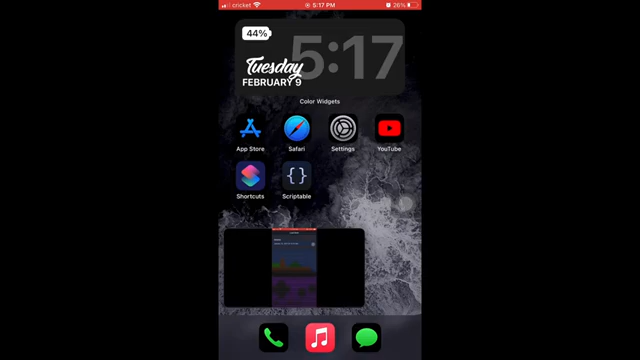 cricket 5:17 PM 26%
44%
5:17
Tuesday
FEBRUARY 9
Color Widgets
App Store Safari Settings YouTube
Shortcuts Scriptable